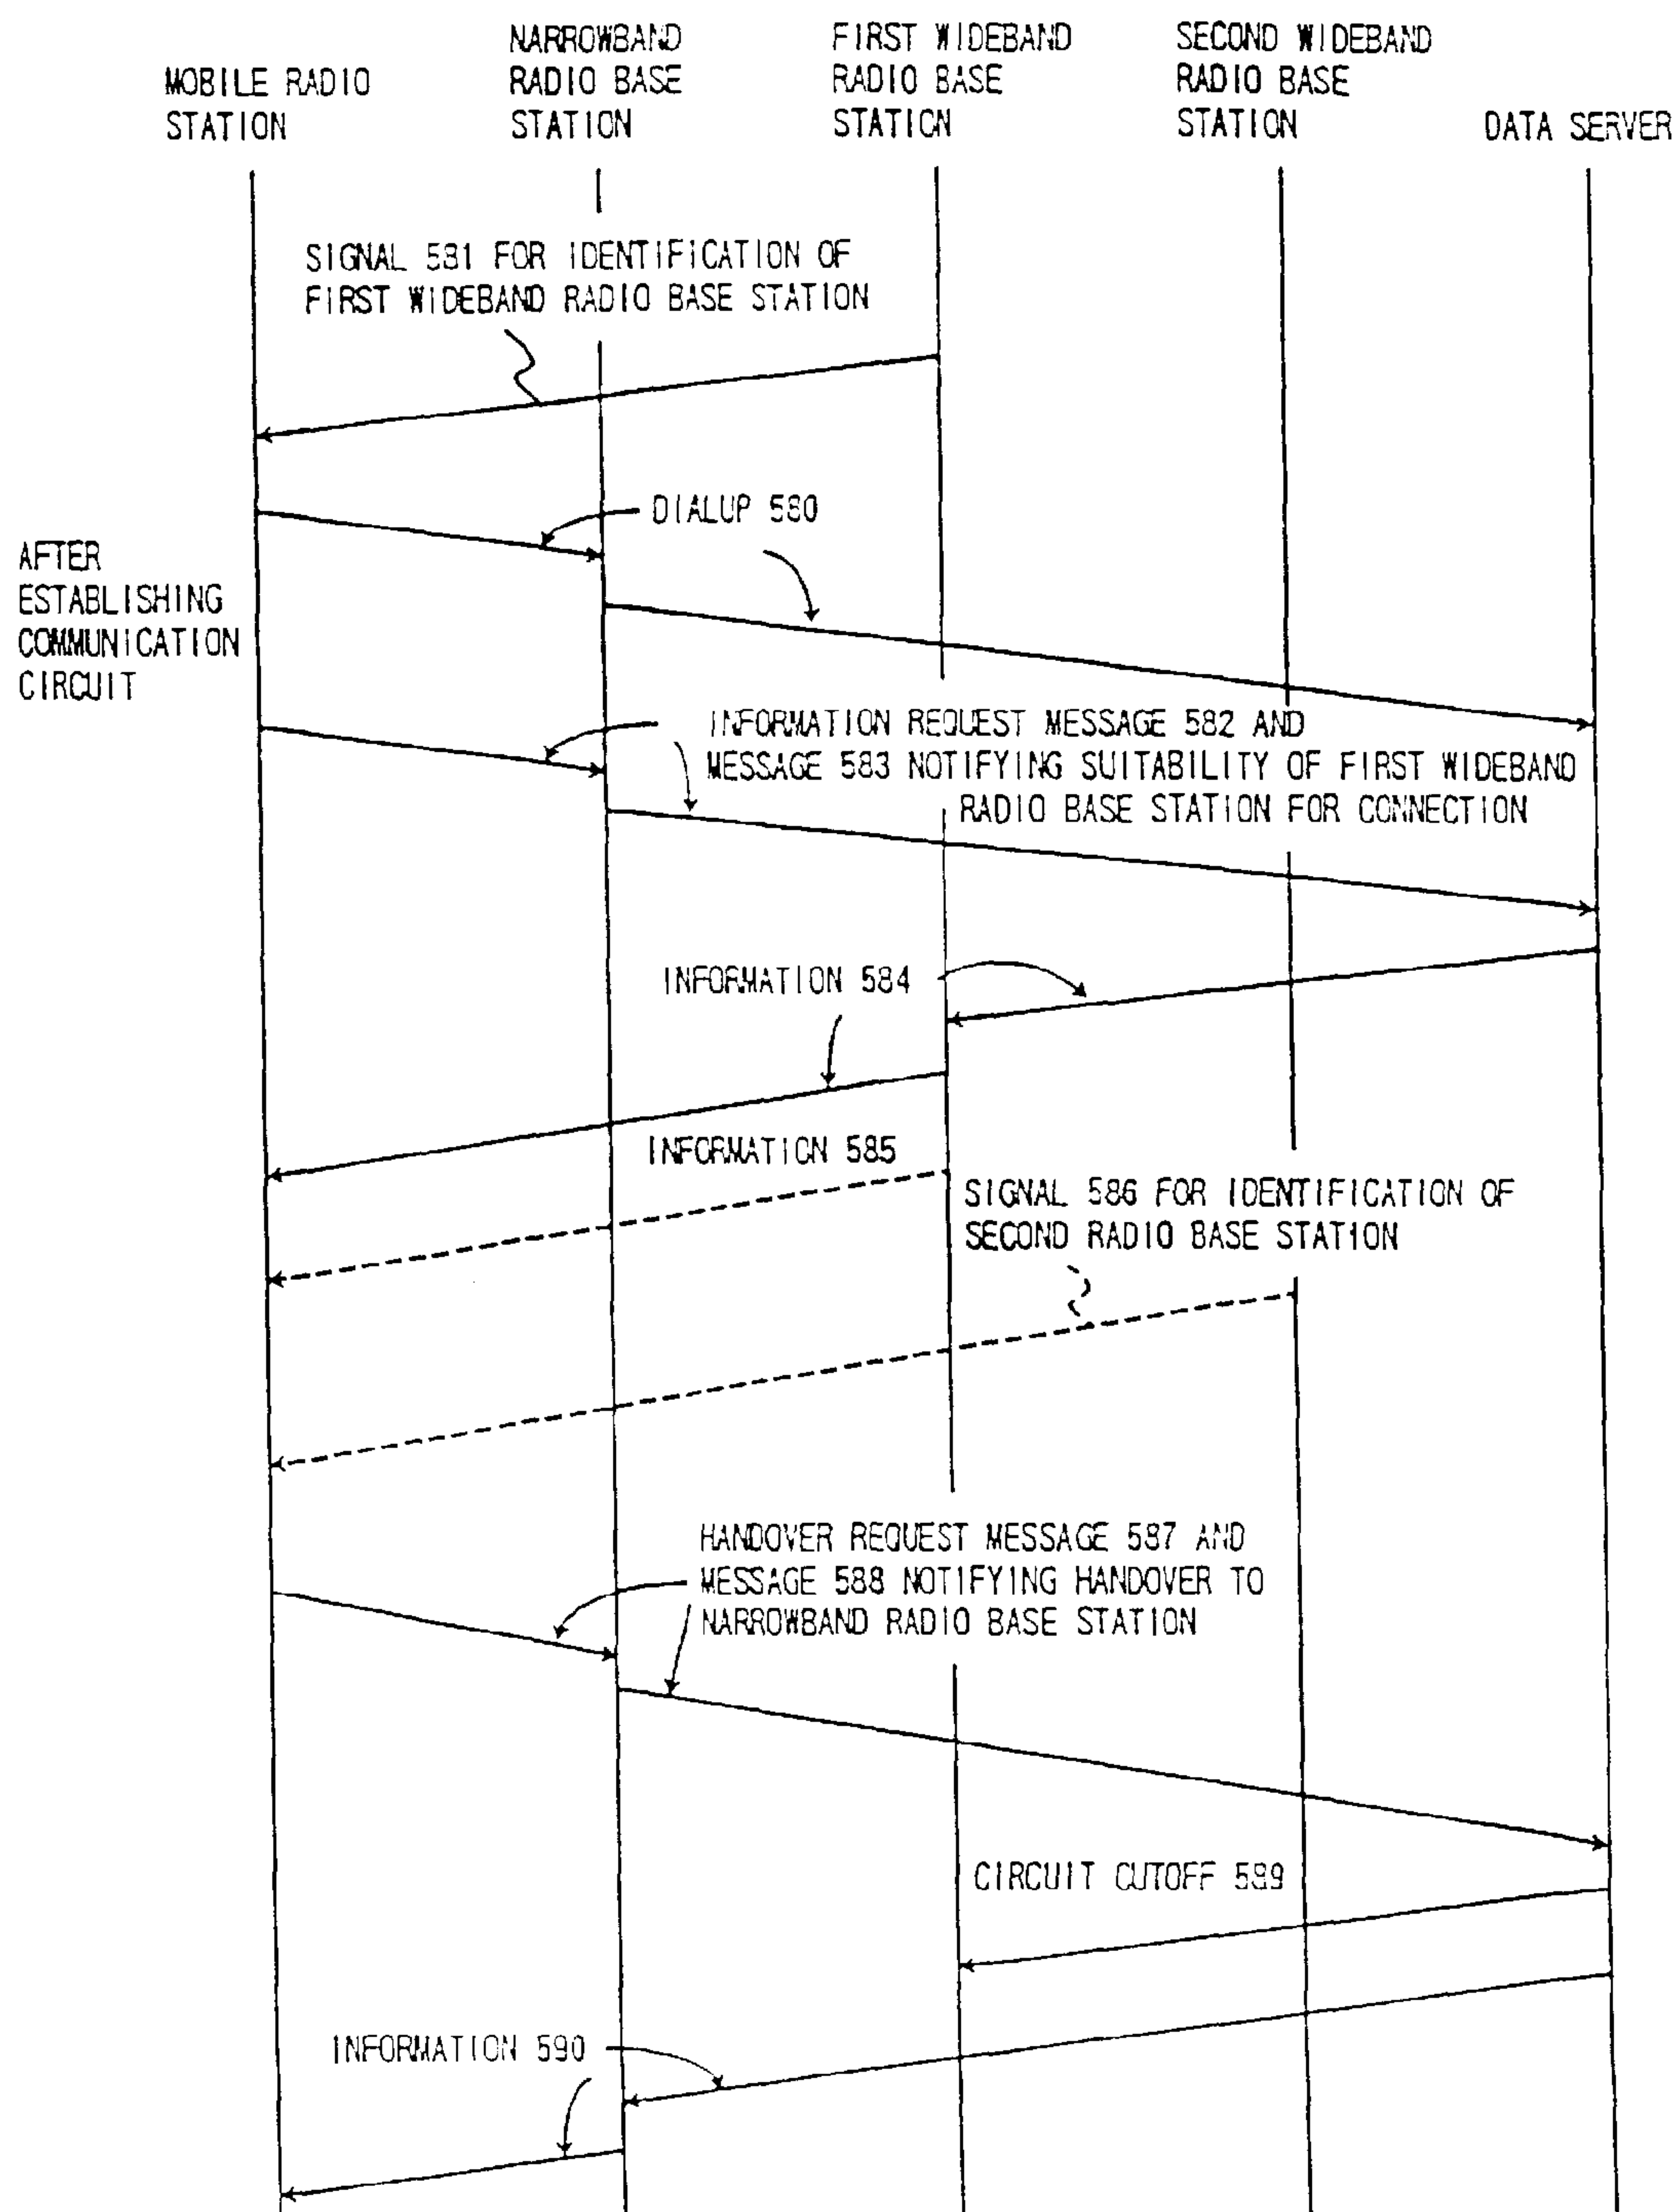 MOBILE RADIO
STATION
NARROWBAND
RADIO BASE
STATION
FIRST WIDEBAND
RADIO BASE
STATION
SECOND WIDEBAND
RADIO BASE
STATION
DATA SERVER
SIGNAL 581 FOR IDENTIFICATION OF
FIRST WIDEBAND RADIO BASE STATION
DIALUP 580
AFTER
ESTABLISHING
COMMUNICATION
CIRCUIT
INFORMATION REQUEST MESSAGE 582 AND
MESSAGE 583 NOTIFYING SUITABILITY OF FIRST WIDEBAND
RADIO BASE STATION FOR CONNECTION
INFORMATION 584
INFORMATION 585
SIGNAL 586 FOR IDENTIFICATION OF
SECOND RADIO BASE STATION
HANDOVER REQUEST MESSAGE 587 AND
MESSAGE 588 NOTIFYING HANDOVER TO
NARROWBAND RADIO BASE STATION
CIRCUIT CUTOFF 589
INFORMATION 590